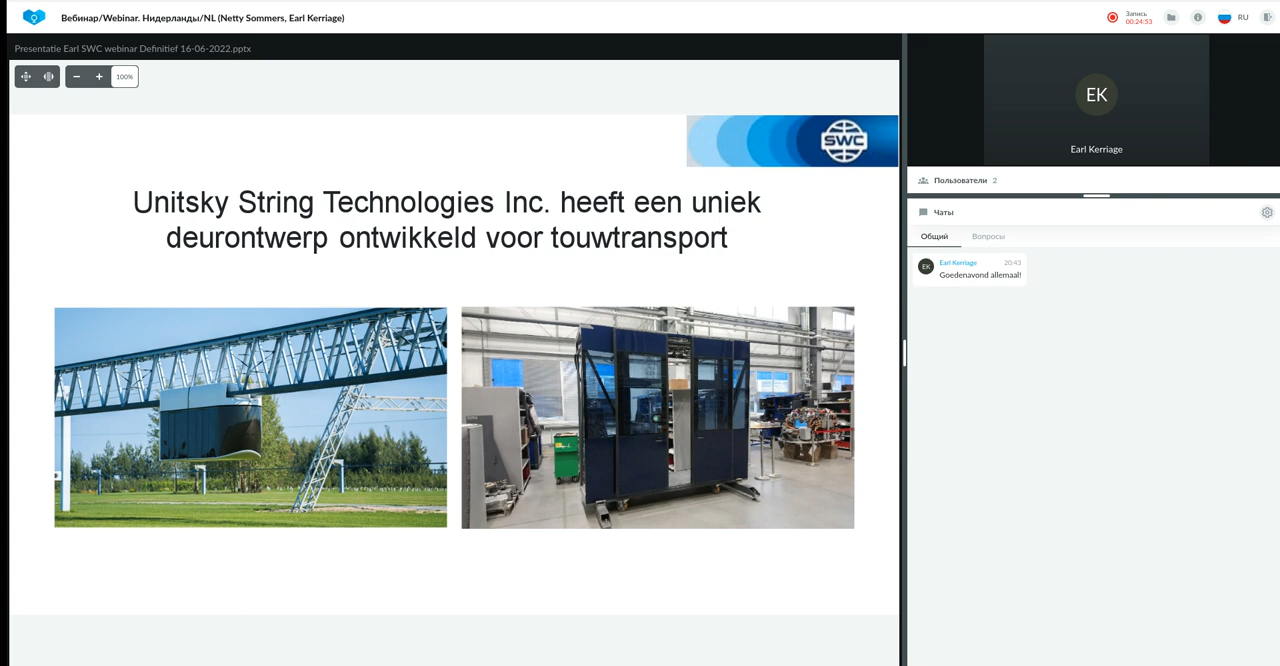 Вебинар/Webinar. Нидерланды/NL (Netty Sommers, Earl Kerriage)
Запись
00:24:53
RU
Presentatie Earl SWC webinar Definitief 16-06-2022.pptx
100%
SWC
Unitsky String Technologies Inc. heeft een uniek
deurontwerp ontwikkeld voor touwtransport
EK
Earl Kerriage
Пользователи 2
Чаты
Общий Вопросы
EK
Earl Kerriage 20:43
Goedenavond allemaal!